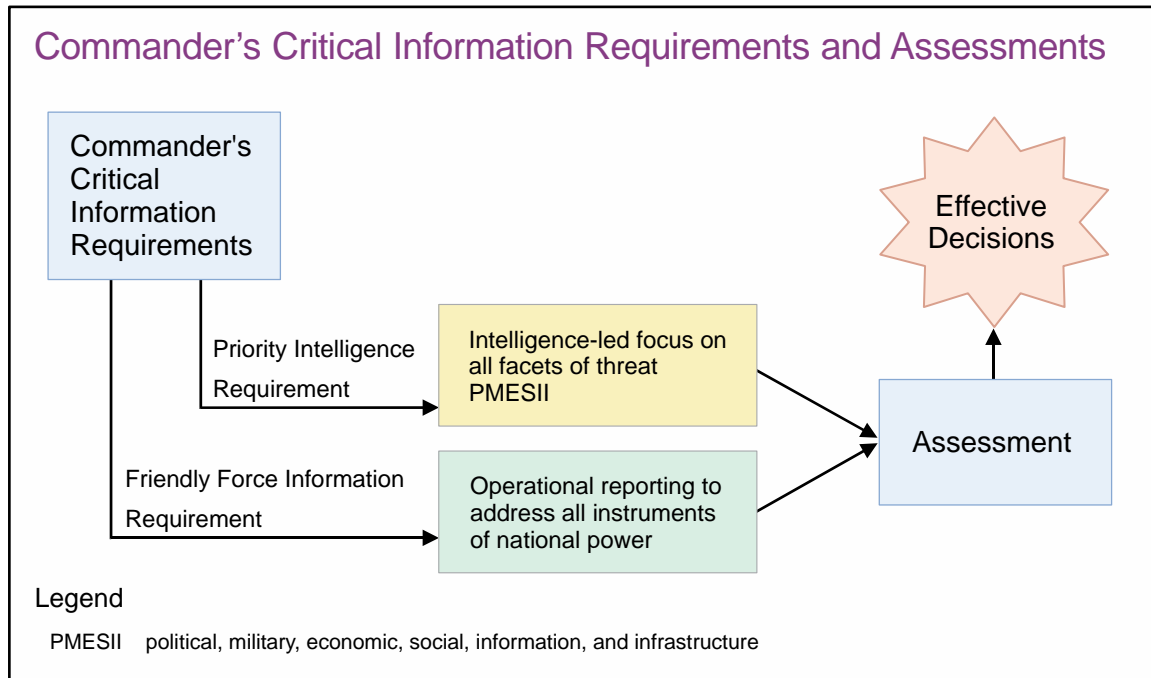 Commander’s Critical Information Requirements and Assessments
Commander's
Critical
Information
Requirements
Effective
Decisions
Priority Intelligence
Requirement
Intelligence-led focus on
all facets of threat
PMESII
Assessment
Friendly Force Information
Requirement
Operational reporting to
address all instruments
of national power
Legend
PMESII political, military, economic, social, information, and infrastructure